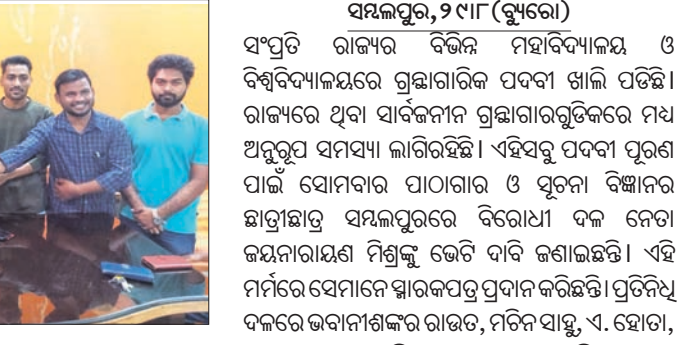 ସମ୍ବଲପୁର,୨୯।୮(ବ୍ୟୁରୋ)
ସଂପ୍ରତି ରାଜ୍ୟର ବିଭିନ୍ନ ମହାବିଦ୍ୟାଳୟ ଓ
ବିଶ୍ୱବିଦ୍ୟାଳୟରେ ଗ୍ରନ୍ଥାଗାରିକ ପଦବୀ ଖାଲି ପଡିଛି।
ରାଜ୍ୟରେ ଥିବା ସାର୍ବଜନୀନ ଗ୍ରନ୍ଥାଗାରଗୁଡିକରେ ମଧ୍ୟ
ଅନୁରୂପ ସମସ୍ୟା ଲାଗିରହିଛି। ଏହିସବୁ ପଦବୀ ପୂରଣ
ପାଇଁ ସୋମବାର ପାଠାଗାର ଓ ସୂଚନା ବିଜ୍ଞାନର
ଛାତ୍ରୀଛାତ୍ର ସମ୍ବଲପୁରରେ ବିରୋଧୀ ଦଳ ନେତା
ଜୟନାରାୟଣ ମିଶ୍ରଙ୍କୁ ଭେଟି ଦାବି ଜଣାଇଛନ୍ତି। ଏହି
ମର୍ମରେ ସେମାନେ ସ୍ମାରକପତ୍ର ପ୍ରଦାନ କରିଛନ୍ତି। ପ୍ରତିନିଧି
ଦଳରେ ଭବାନୀଶଙ୍କର ରାଉତ, ମଚିନ ସାହୁ, ଏ. ହୋତା,